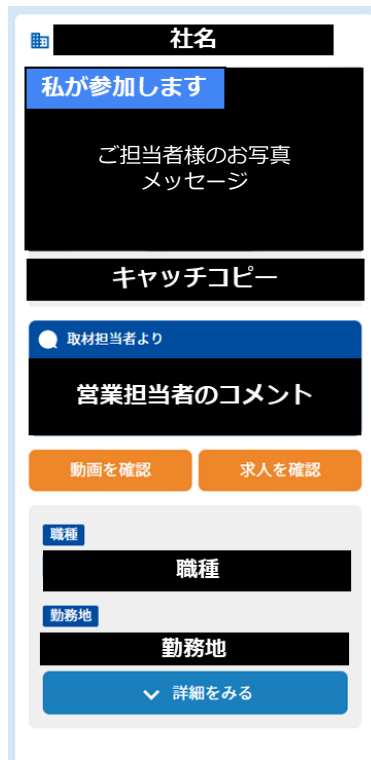 社名
私が参加します
ご担当者様のお写真
メッセージ
キャッチコピー
取材担当者より
営業担当者のコメント
動画を確認
求人を確認
職種
職種
勤務地
勤務地
詳細をみる